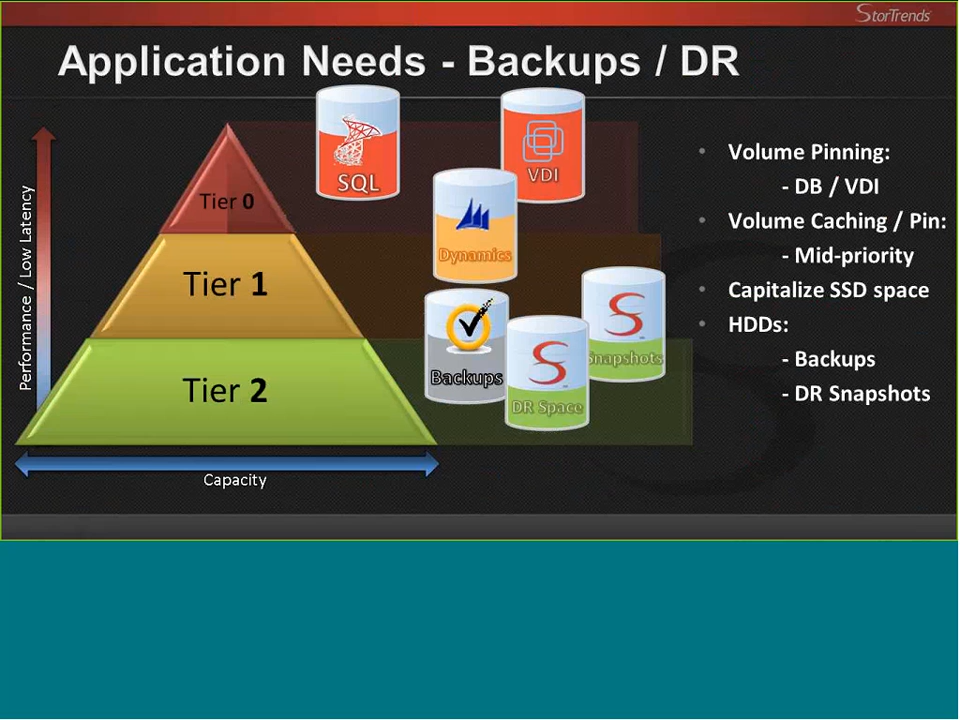 StorTrends
Application Needs - Backups / DR
Performance / Low Latency
Tier 0
Tier 1
Tier 2
Capacity
SQL
VDI
Dynamics
Backups
Snapshots
DR Space
• Volume Pinning:
- DB / VDI
• Volume Caching / Pin:
- Mid-priority
• Capitalize SSD space
• HDDs:
- Backups
- DR Snapshots